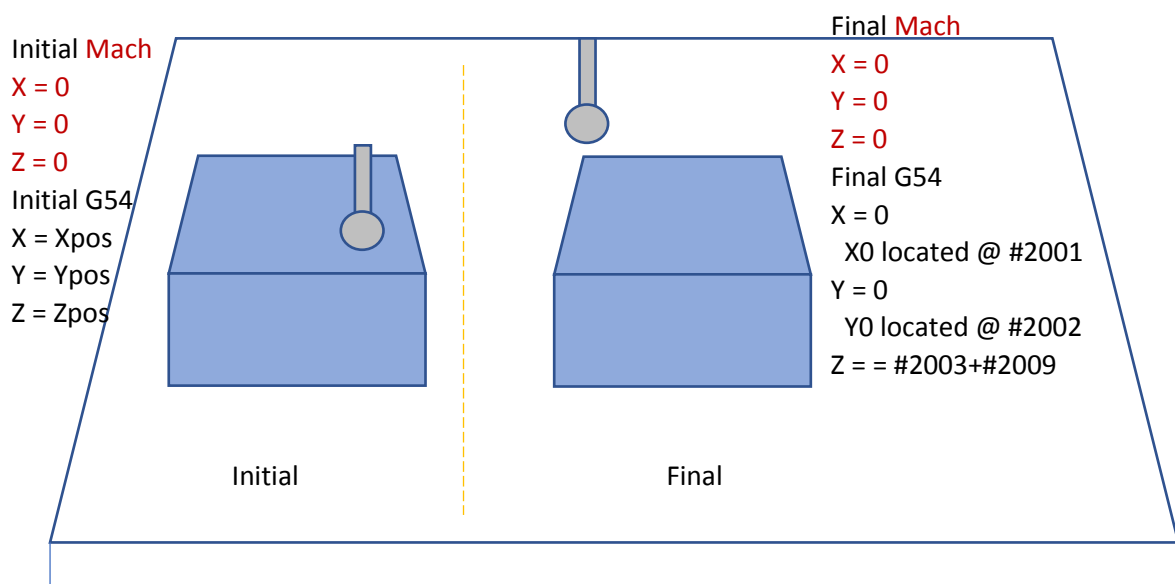 Initial Mach
X = 0
Y = 0
Z = 0
Initial G54
X = Xpos
Y = Ypos
Z = Zpos
Final Mach
X = 0
Y = 0
Z = 0
Final G54
X = 0
X0 located @ #2001
Y = 0
Y0 located @ #2002
Z = = #2003+#2009
Initial
Final